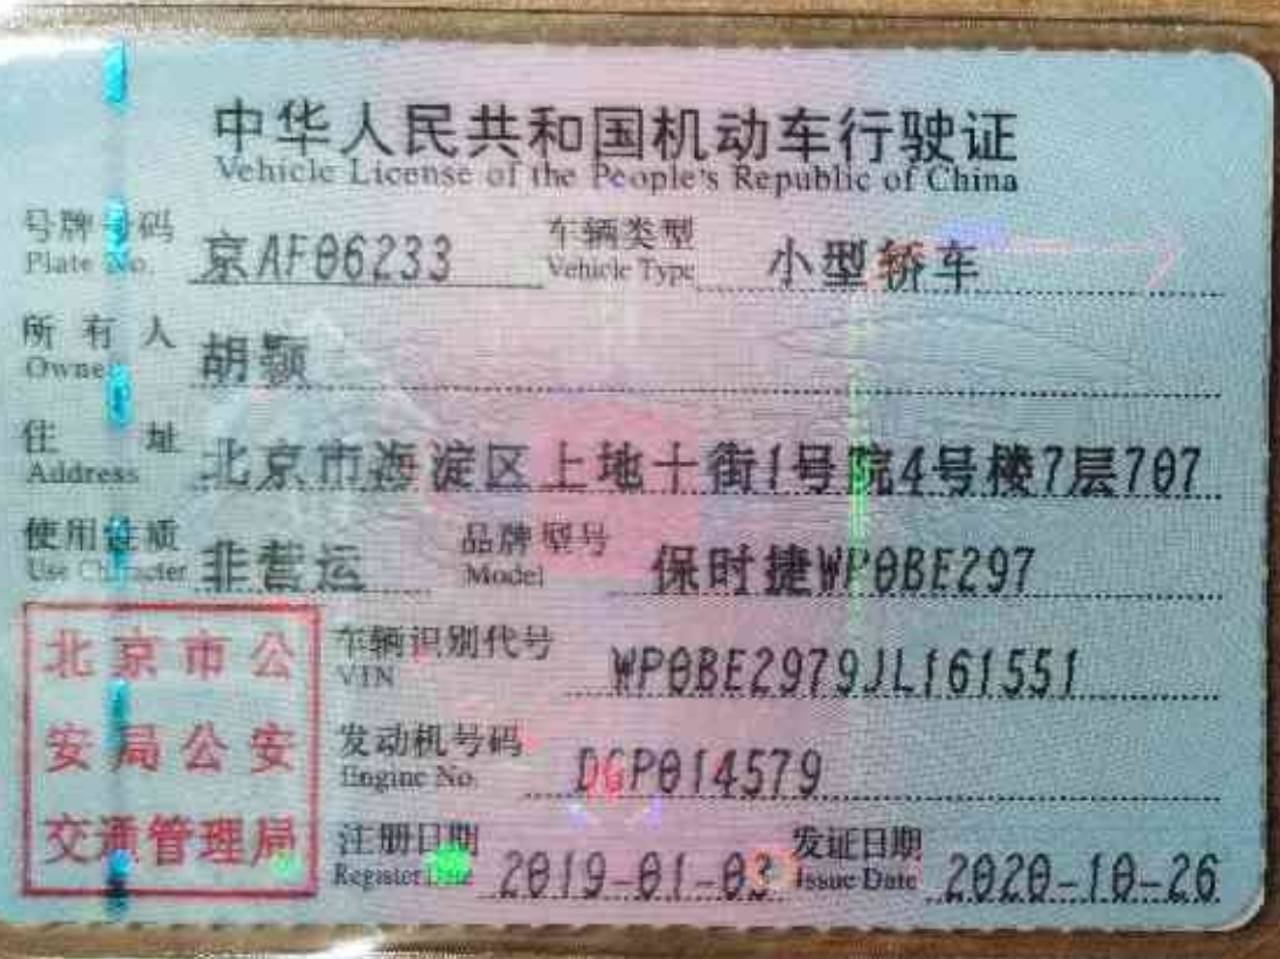 中华人民共和国机动车行驶证
Vehicle License of the People's Republic of China
号牌号码 京AF06233 车辆类型 小型轿车
Plate No. Vehicle Type
所有人 胡颖
Owner
住址 北京市海淀区上地十街1号院4号楼7层707
Address
使用性质 非营运 品牌型号 保时捷WP0BE297
Use Character Model
车辆识别代号 WP0BE2979JL161551
VIN
发动机号码 DGP014579
Engine No.
注册日期 2019-01-03 发证日期 2020-10-26
Register Date Issue Date
北京市公
安局公安
交通管理局